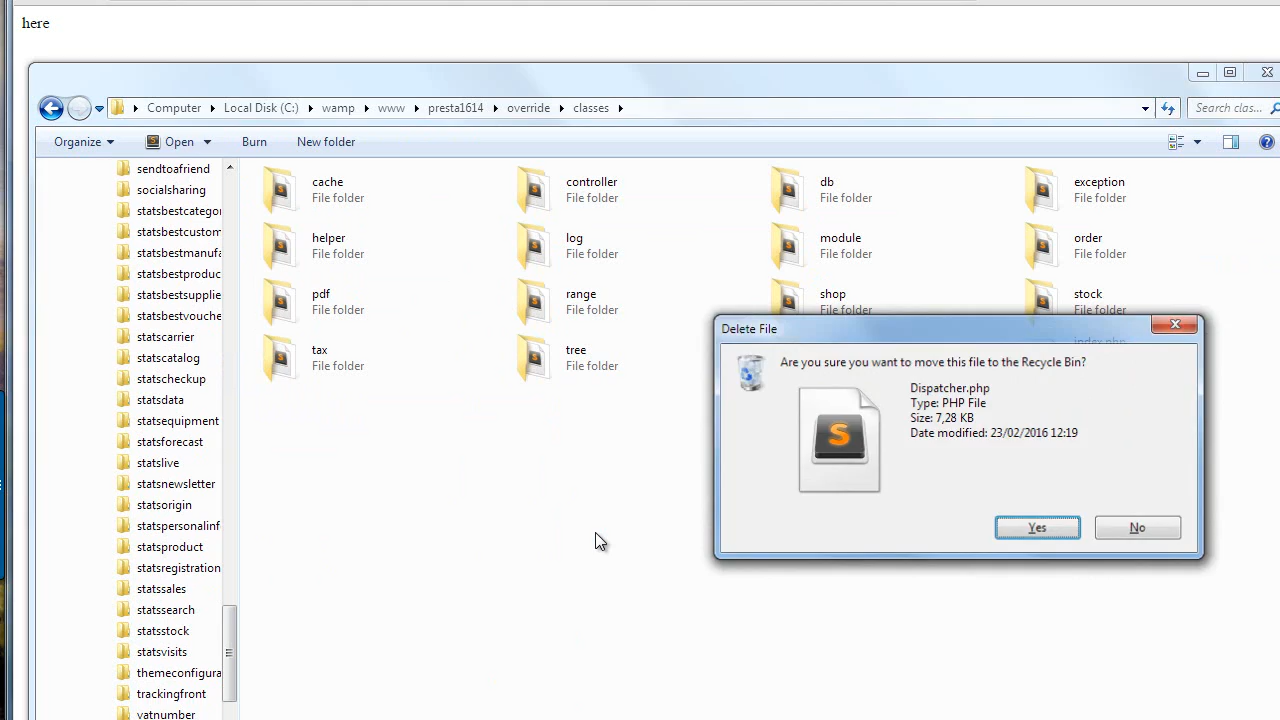 here
Computer Local Disk (C:) wamp www presta1614 override classes
Search clas...
Organize Open Burn New folder
sendtoafriend
socialsharing
statsbestcategor
statsbestcustom
statsbestmanufa
statsbestproduc
statsbestsupplie
statsbestvouche
statscarrier
statscatalog
statscheckup
statsdata
statsequipment
statsforecast
statslive
statsnewsletter
statsorigin
statspersonalinf
statsproduct
statsregistration
statssales
statssearch
statsstock
statsvisits
themeconfigura
trackingfront
vatnumber
cache
File folder
controller
File folder
db
File folder
exception
File folder
helper
File folder
log
File folder
module
File folder
order
File folder
pdf
File folder
range
File folder
shop
File folder
stock
File folder
tax
File folder
tree
File folder
index.php
Delete File
Are you sure you want to move this file to the Recycle Bin?
Dispatcher.php
Type: PHP File
Size: 7,28 KB
Date modified: 23/02/2016 12:19
Yes
No